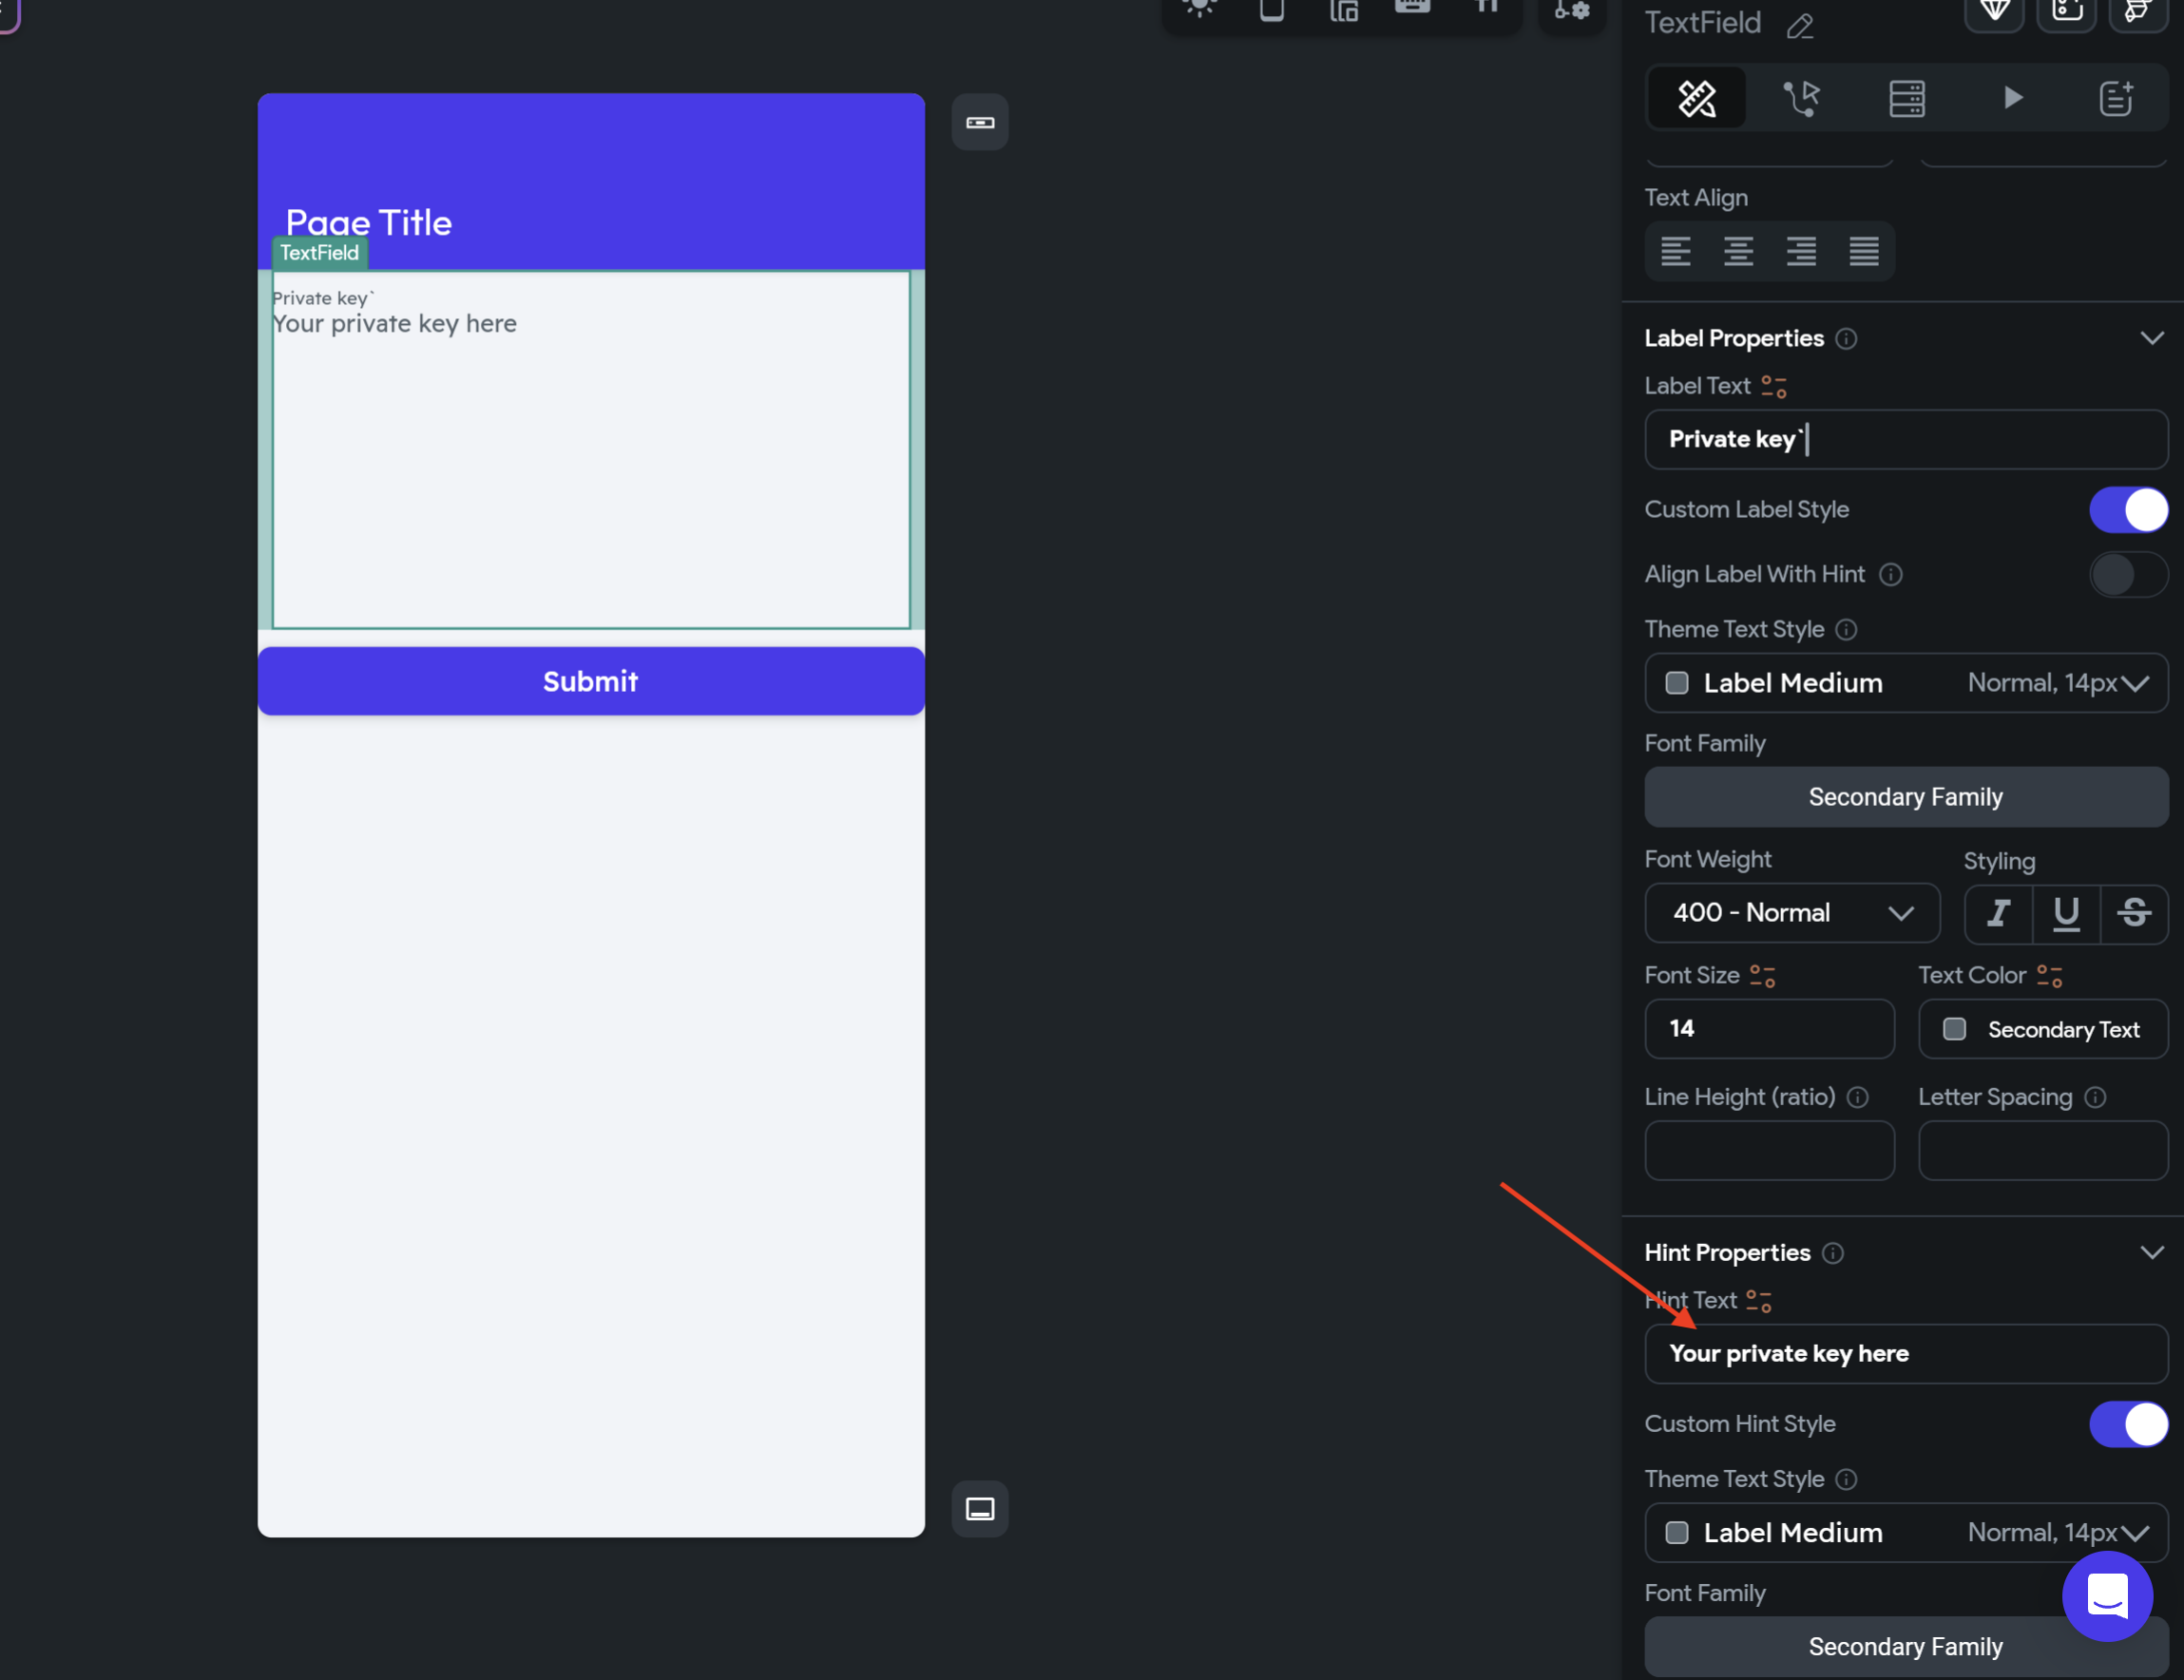 TextField
Page Title
TextField
Private key`
Your private key here
Submit
Text Align
Label Properties
Label Text
Private key`
Custom Label Style
Align Label With Hint
Theme Text Style
Label Medium Normal, 14px
Font Family
Secondary Family
Font Weight Styling
400 - Normal
Font Size Text Color
14 Secondary Text
Line Height (ratio) Letter Spacing
Hint Properties
Hint Text
Your private key here
Custom Hint Style
Theme Text Style
Label Medium Normal, 14px
Font Family
Secondary Family